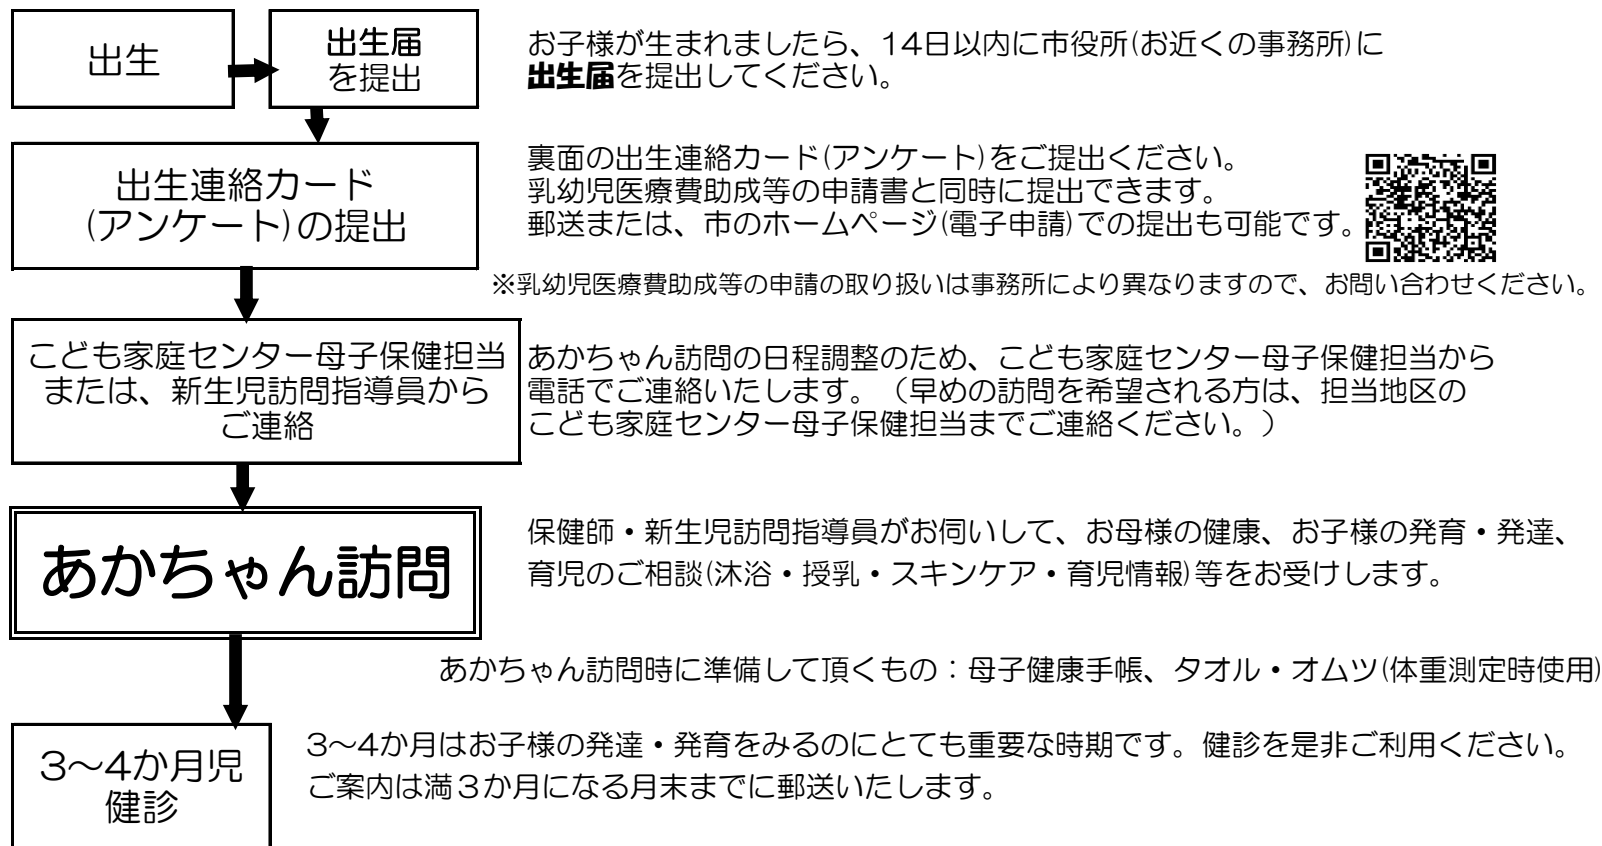 出生
出生届
を提出
お子様が生まれましたら、14日以内に市役所(お近くの事務所)に
出生届を提出してください。
出生連絡カード
(アンケート)の提出
裏面の出生連絡カード(アンケート)をご提出ください。
乳幼児医療費助成等の申請書と同時に提出できます。
郵送または、市のホームページ(電子申請)での提出も可能です。
※乳幼児医療費助成等の申請の取り扱いは事務所により異なりますので、お問い合わせください。
こども家庭センター母子保健担当
または、新生児訪問指導員から
ご連絡
あかちゃん訪問の日程調整のため、こども家庭センター母子保健担当から
電話でご連絡いたします。（早めの訪問を希望される方は、担当地区の
こども家庭センター母子保健担当までご連絡ください。）
あかちゃん訪問
保健師・新生児訪問指導員がお伺いして、お母様の健康、お子様の発育・発達、
育児のご相談(沐浴・授乳・スキンケア・育児情報)等をお受けします。
あかちゃん訪問時に準備して頂くもの：母子健康手帳、タオル・オムツ(体重測定時使用)
3～4か月児
健診
3～4か月はお子様の発達・発育をみるのにとても重要な時期です。健診を是非ご利用ください。
ご案内は満３か月になる月末までに郵送いたします。